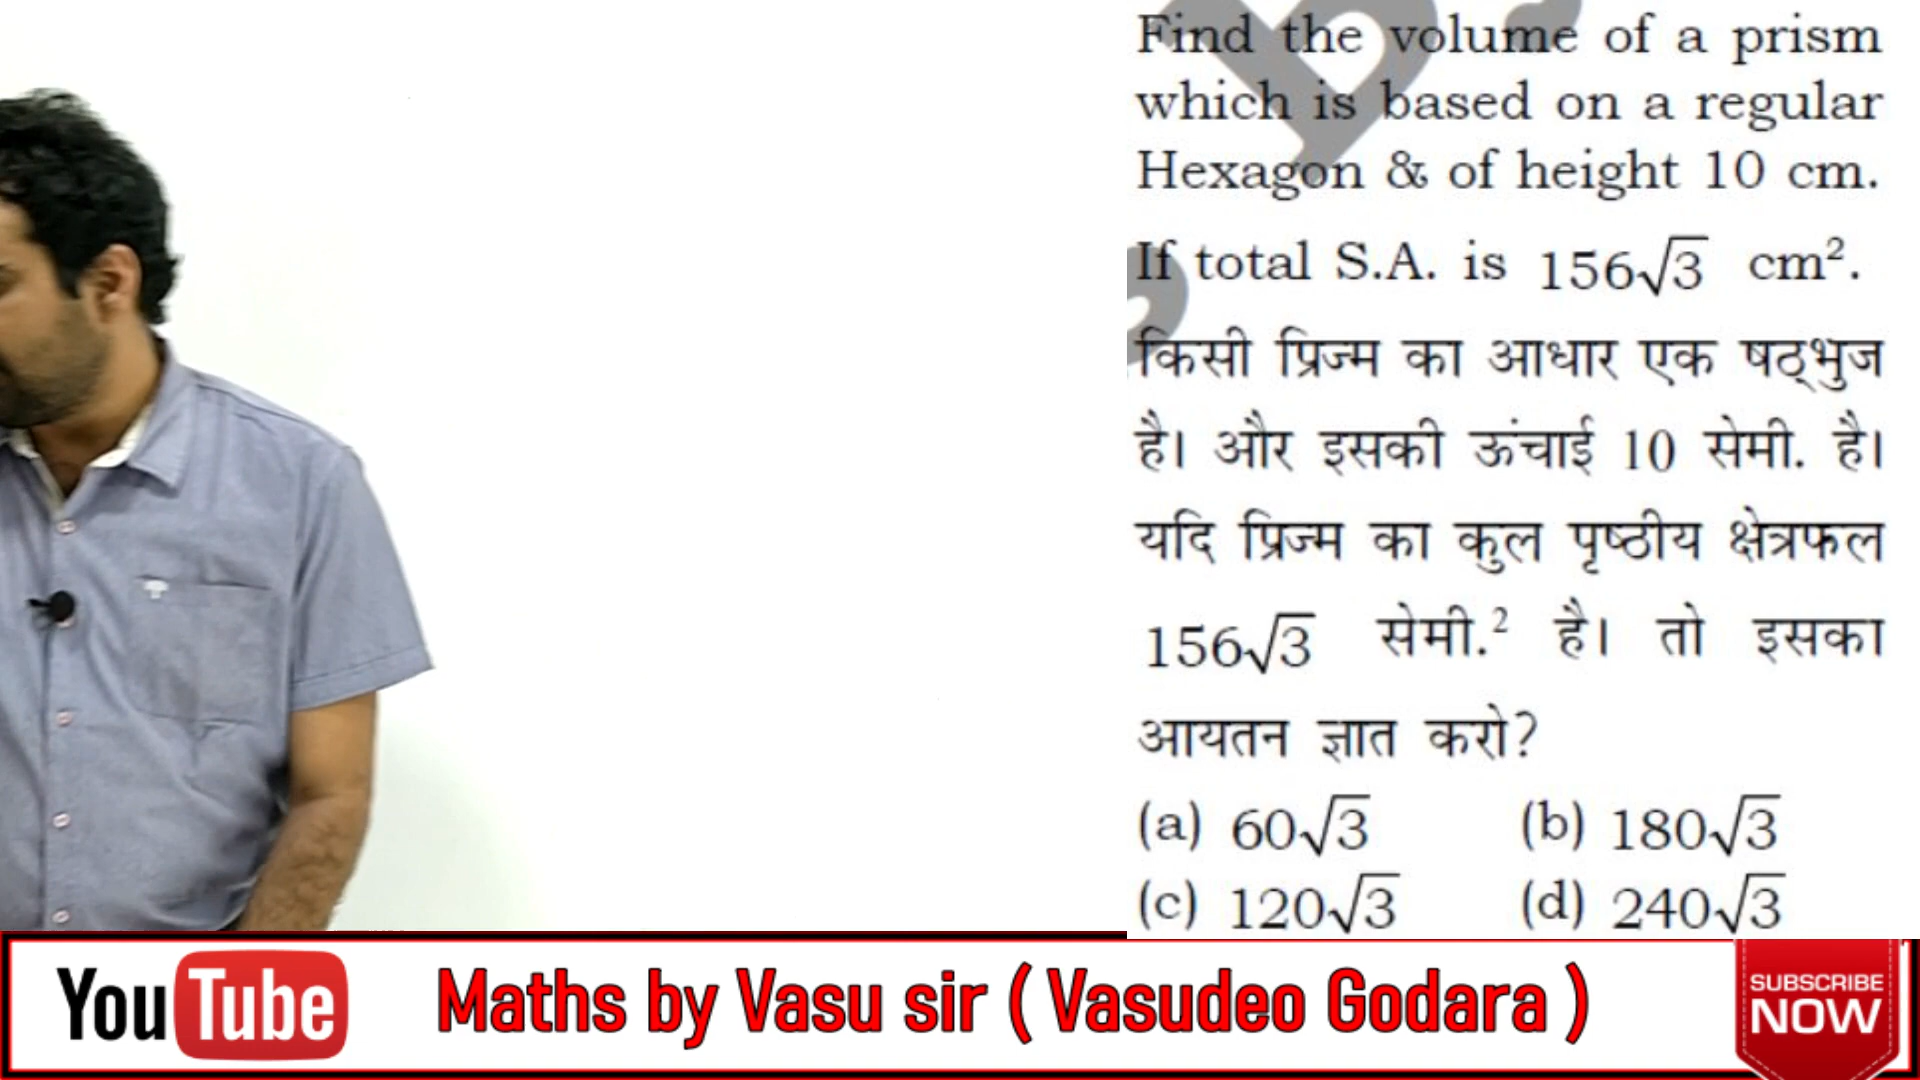 Find the volume of a prism
which is based on a regular
Hexagon & of height 10 cm.
If total S.A. is 156√3 cm².
किसी प्रिज्म का आधार एक षठ्भुज
है। और इसकी ऊंचाई 10 सेमी. है।
यदि प्रिज्म का कुल पृष्ठीय क्षेत्रफल
156√3 सेमी.² है। तो इसका
आयतन ज्ञात करो?
(a) 60√3 (b) 180√3
(c) 120√3 (d) 240√3
YouTube Maths by Vasu sir ( Vasudeo Godara ) SUBSCRIBE
NOW